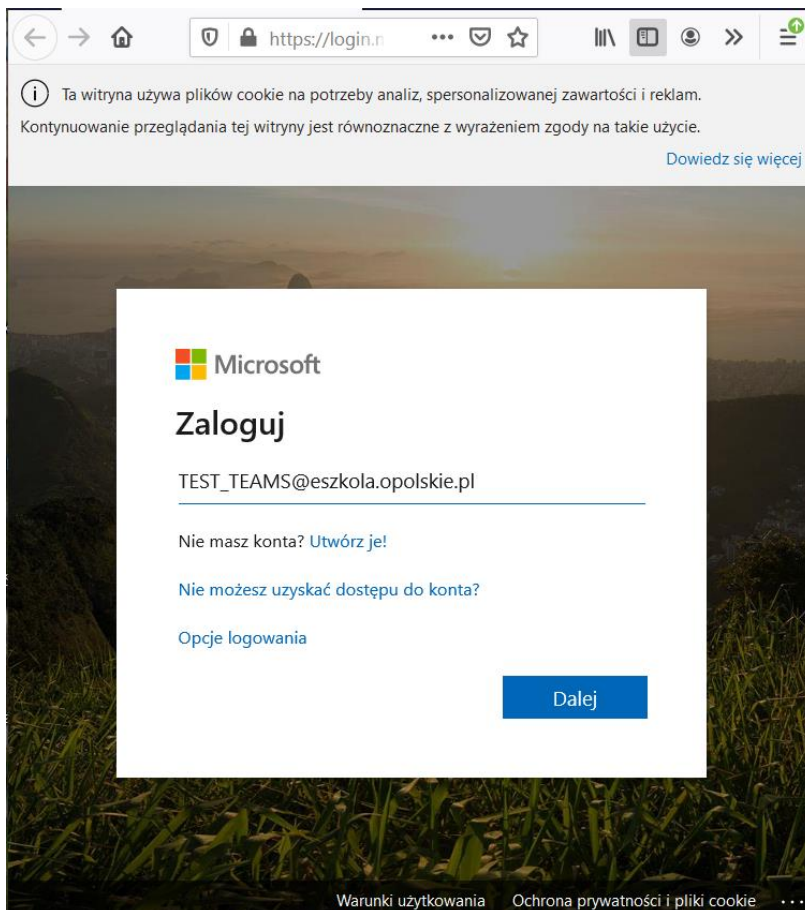 https://login.n
Ta witryna używa plików cookie na potrzeby analiz, spersonalizowanej zawartości i reklam.
Kontynuowanie przeglądania tej witryny jest równoznaczne z wyrażeniem zgody na takie użycie.
Dowiedz się więcej
Microsoft
Zaloguj
TEST_TEAMS@eszkola.opolskie.pl
Nie masz konta? Utwórz je!
Nie możesz uzyskać dostępu do konta?
Opcje logowania
Dalej
Warunki użytkowania Ochrona prywatności i pliki cookie